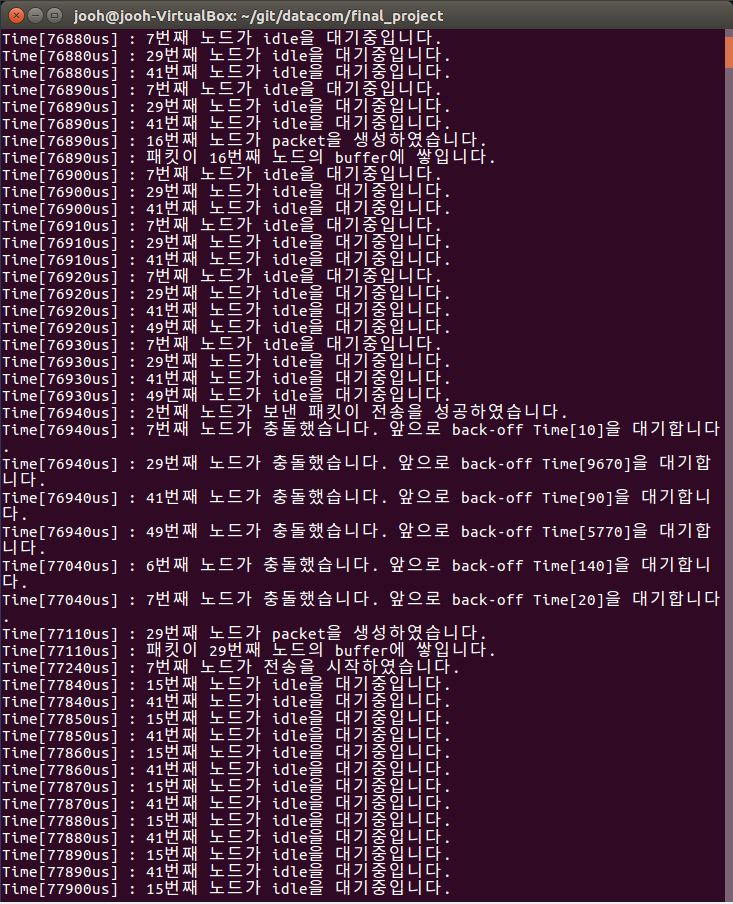 jooh@jooh-VirtualBox: ~/git/datacom/final_project
Time[76880us] : 7번째 노드가 idle을 대기중입니다.
Time[76880us] : 29번째 노드가 idle을 대기중입니다.
Time[76880us] : 41번째 노드가 idle을 대기중입니다.
Time[76890us] : 7번째 노드가 idle을 대기중입니다.
Time[76890us] : 29번째 노드가 idle을 대기중입니다.
Time[76890us] : 41번째 노드가 idle을 대기중입니다.
Time[76890us] : 16번째 노드가 packet을 생성하였습니다.
Time[76890us] : 패킷이 16번째 노드의 buffer에 쌓입니다.
Time[76900us] : 7번째 노드가 idle을 대기중입니다.
Time[76900us] : 29번째 노드가 idle을 대기중입니다.
Time[76900us] : 41번째 노드가 idle을 대기중입니다.
Time[76910us] : 7번째 노드가 idle을 대기중입니다.
Time[76910us] : 29번째 노드가 idle을 대기중입니다.
Time[76910us] : 41번째 노드가 idle을 대기중입니다.
Time[76920us] : 7번째 노드가 idle을 대기중입니다.
Time[76920us] : 29번째 노드가 idle을 대기중입니다.
Time[76920us] : 41번째 노드가 idle을 대기중입니다.
Time[76920us] : 49번째 노드가 idle을 대기중입니다.
Time[76930us] : 7번째 노드가 idle을 대기중입니다.
Time[76930us] : 29번째 노드가 idle을 대기중입니다.
Time[76930us] : 41번째 노드가 idle을 대기중입니다.
Time[76930us] : 49번째 노드가 idle을 대기중입니다.
Time[76940us] : 2번째 노드가 보낸 패킷이 전송을 성공하였습니다.
Time[76940us] : 7번째 노드가 충돌했습니다. 앞으로 back-off Time[10]을 대기합니다
.
Time[76940us] : 29번째 노드가 충돌했습니다. 앞으로 back-off Time[9670]을 대기합
니다.
Time[76940us] : 41번째 노드가 충돌했습니다. 앞으로 back-off Time[90]을 대기합니
다.
Time[76940us] : 49번째 노드가 충돌했습니다. 앞으로 back-off Time[5770]을 대기합
니다.
Time[77040us] : 6번째 노드가 충돌했습니다. 앞으로 back-off Time[140]을 대기합니
다.
Time[77040us] : 7번째 노드가 충돌했습니다. 앞으로 back-off Time[20]을 대기합니다
.
Time[77110us] : 29번째 노드가 packet을 생성하였습니다.
Time[77110us] : 패킷이 29번째 노드의 buffer에 쌓입니다.
Time[77240us] : 7번째 노드가 전송을 시작하였습니다.
Time[77840us] : 15번째 노드가 idle을 대기중입니다.
Time[77840us] : 41번째 노드가 idle을 대기중입니다.
Time[77850us] : 15번째 노드가 idle을 대기중입니다.
Time[77850us] : 41번째 노드가 idle을 대기중입니다.
Time[77860us] : 15번째 노드가 idle을 대기중입니다.
Time[77860us] : 41번째 노드가 idle을 대기중입니다.
Time[77870us] : 15번째 노드가 idle을 대기중입니다.
Time[77870us] : 41번째 노드가 idle을 대기중입니다.
Time[77880us] : 15번째 노드가 idle을 대기중입니다.
Time[77880us] : 41번째 노드가 idle을 대기중입니다.
Time[77890us] : 15번째 노드가 idle을 대기중입니다.
Time[77890us] : 41번째 노드가 idle을 대기중입니다.
Time[77900us] : 15번째 노드가 idle을 대기중입니다.